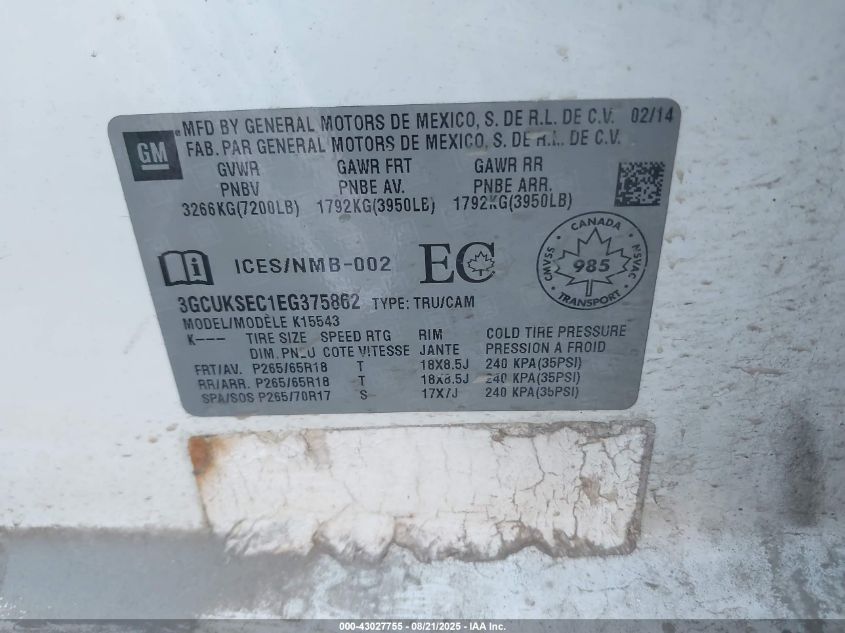 GM
MFD BY GENERAL MOTORS DE MEXICO, S. DE R.L. DE C.V. 02/14
FAB. PAR GENERAL MOTORS DE MEXICO, S. DE R.L. DE C.V.
GVWR GAWR FRT GAWR RR
PNBV PNBE AV. PNBE ARR.
3266KG(7200LB) 1792KG(3950LB) 1792KG(3950LB)
ICES/NMB-002 EC
CANADA
CMVSS 985 NSVAC
TRANSPORT
3GCUKSEC1EG375862 TYPE: TRU/CAM
MODEL/MODÈLE K15543
K--- TIRE SIZE SPEED RTG RIM COLD TIRE PRESSURE
DIM. PNEU COTE VITESSE JANTE PRESSION A FROID
FRT/AV. P265/65R18 T 18X8.5J 240 KPA(35PSI)
RR/ARR. P265/65R18 T 18X8.5J 240 KPA(35PSI)
SPA/SOS P265/70R17 S 17X7J 240 KPA(35PSI)
000-43027755 - 08/21/2025 - IAA Inc.